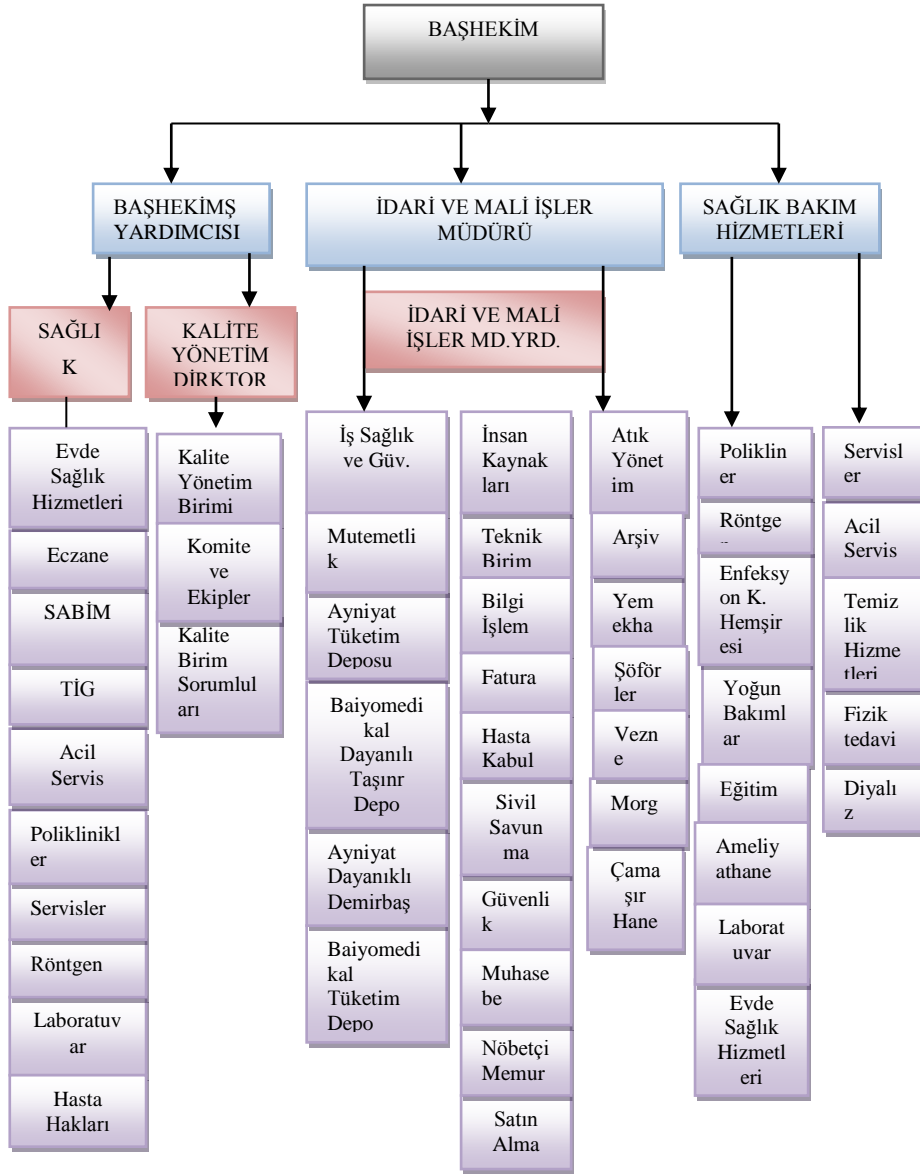 BAŞHEKİM
BAŞHEKİMŞ
YARDIMCISI
İDARİ VE MALİ İŞLER
MÜDÜRÜ
SAĞLIK BAKIM
HİZMETLERİ
SAĞLI
K
KALİTE
YÖNETİM
DİRKTOR
İDARİ VE MALİ
İŞLER MD.YRD.
Evde
Sağlık
Hizmetleri
Eczane
SABİM
TİG
Acil
Servis
Poliklinikl
er
Servisler
Röntgen
Laboratuv
ar
Hasta
Hakları
Kalite
Yönetim
Birimi
Komite
ve
Ekipler
Kalite
Birim
Sorumlul
arı
İş Sağlık
ve Güv.
Mutemetli
k
Ayniyat
Tüketim
Deposu
Baiyomedi
kal
Dayanılı
Taşınr
Depo
Ayniyat
Dayanıklı
Demirbaş
Baiyomedi
kal
Tüketim
Depo
İnsan
Kaynak
ları
Teknik
Birim
Bilgi
İşlem
Fatura
Hasta
Kabul
Sivil
Savun
ma
Güvenli
k
Muhase
be
Nöbetçi
Memur
Satın
Alma
Atık
Yönet
im
Arşiv
Yem
ekha
Şöför
ler
Vezn
e
Morg
Çama
şır
Hane
Polikliner
Röntge
Enfeksy
on K.
Hemşir
esi
Yoğun
Bakıml
ar
Eğitim
Ameliy
athane
Laborat
uvar
Evde
Sağlık
Hizmetl
eri
Servisl
er
Acil
Servis
Temiz
lik
Hizme
tleri
Fizik
tedavi
Diyali
z